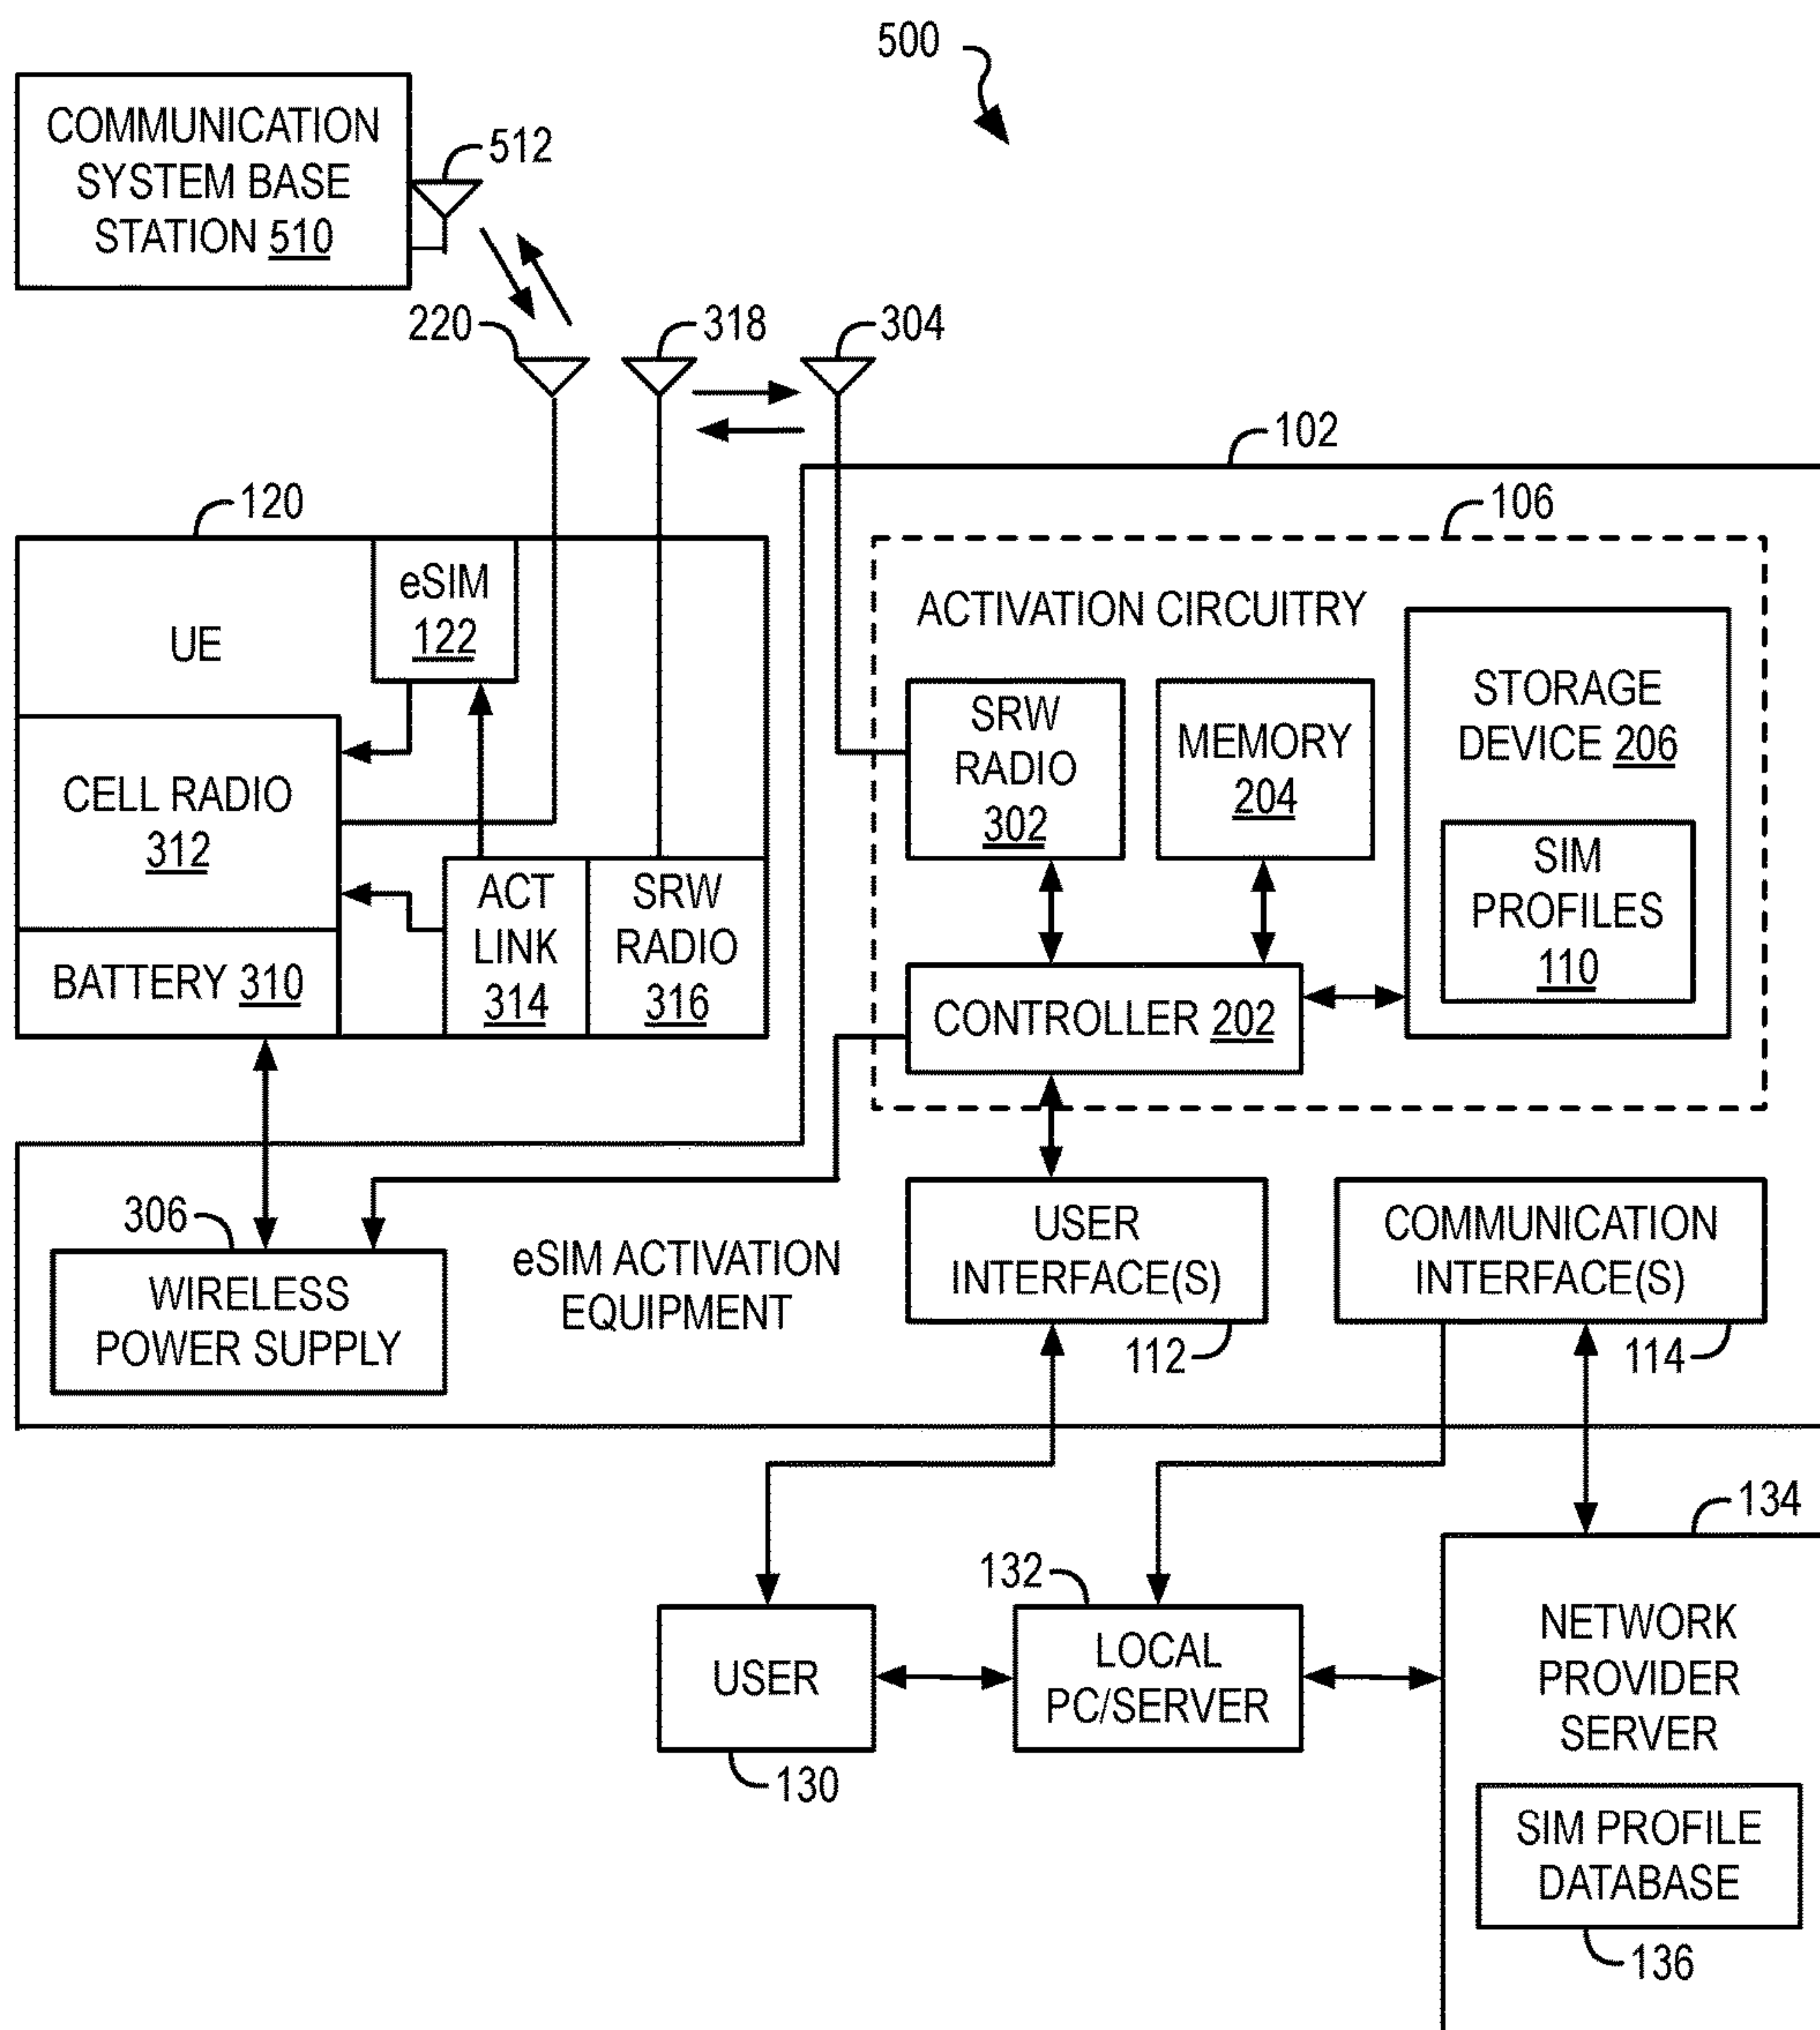 500
COMMUNICATION
SYSTEM BASE
STATION 510
512
220
318
304
102
120
106
eSIM
122
UE
CELL RADIO
312
BATTERY 310
ACT
LINK
314
SRW
RADIO
316
ACTIVATION CIRCUITRY
SRW
RADIO
302
MEMORY
204
STORAGE
DEVICE 206
SIM
PROFILES
110
CONTROLLER 202
306
WIRELESS
POWER SUPPLY
eSIM ACTIVATION
EQUIPMENT
USER
INTERFACE(S)
112
COMMUNICATION
INTERFACE(S)
114
134
132
USER
130
LOCAL
PC/SERVER
NETWORK
PROVIDER
SERVER
SIM PROFILE
DATABASE
136